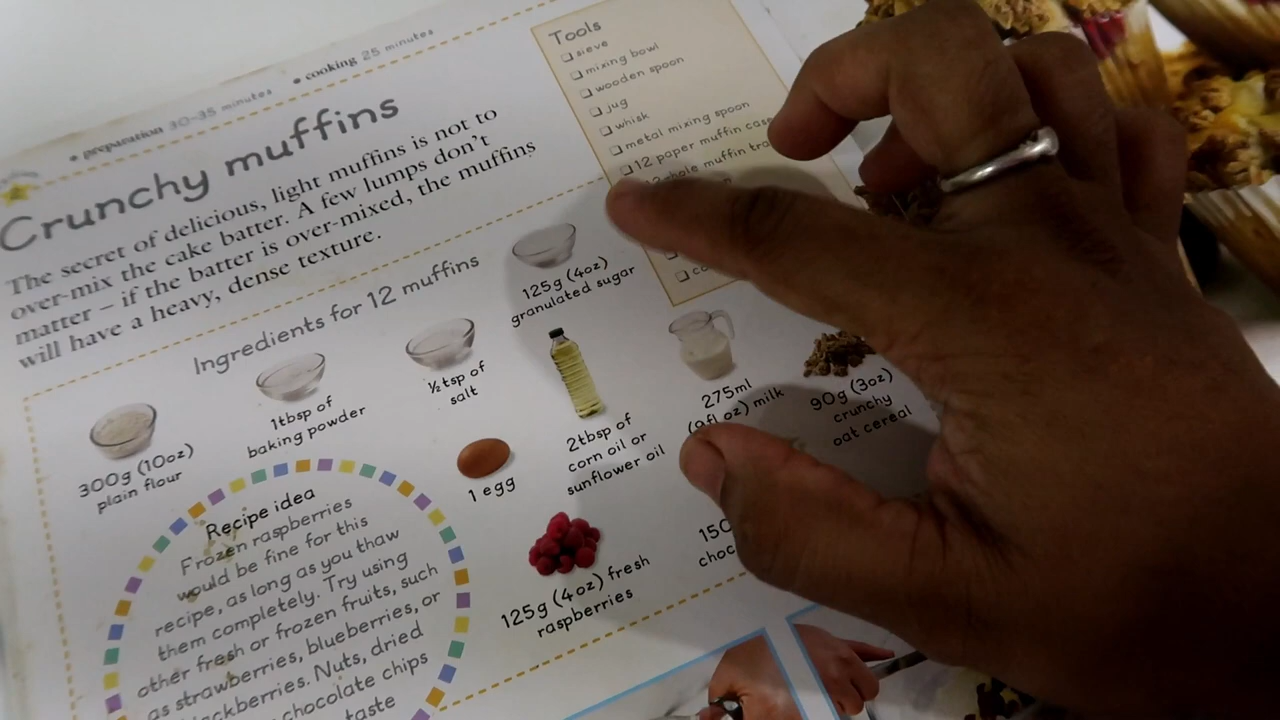 preparation 30-35 minutes
cooking 25 minutes
Crunchy muffins
The secret of delicious, light muffins is not to
over-mix the cake batter. A few lumps don't
matter – if the batter is over-mixed, the muffins
will have a heavy, dense texture.
Tools
sieve
mixing bowl
wooden spoon
jug
whisk
metal mixing spoon
12 paper muffin
muffin
Ingredients for 12 muffins
300g (10oz)
plain flour
1tbsp of
baking powder
½tsp of
salt
125g (4oz)
granulated sugar
1 egg
2tbsp of
corn oil or
sunflower oil
275ml
(9fl oz) milk
90g (3oz)
crunchy
oat cereal
125g (4oz) fresh
raspberries
Recipe idea
Frozen raspberries
would be fine for this
recipe, as long as you thaw
them completely. Try using
other fresh or frozen fruits, such
as strawberries, blueberries, or
Nuts, dried
chocolate chips
taste